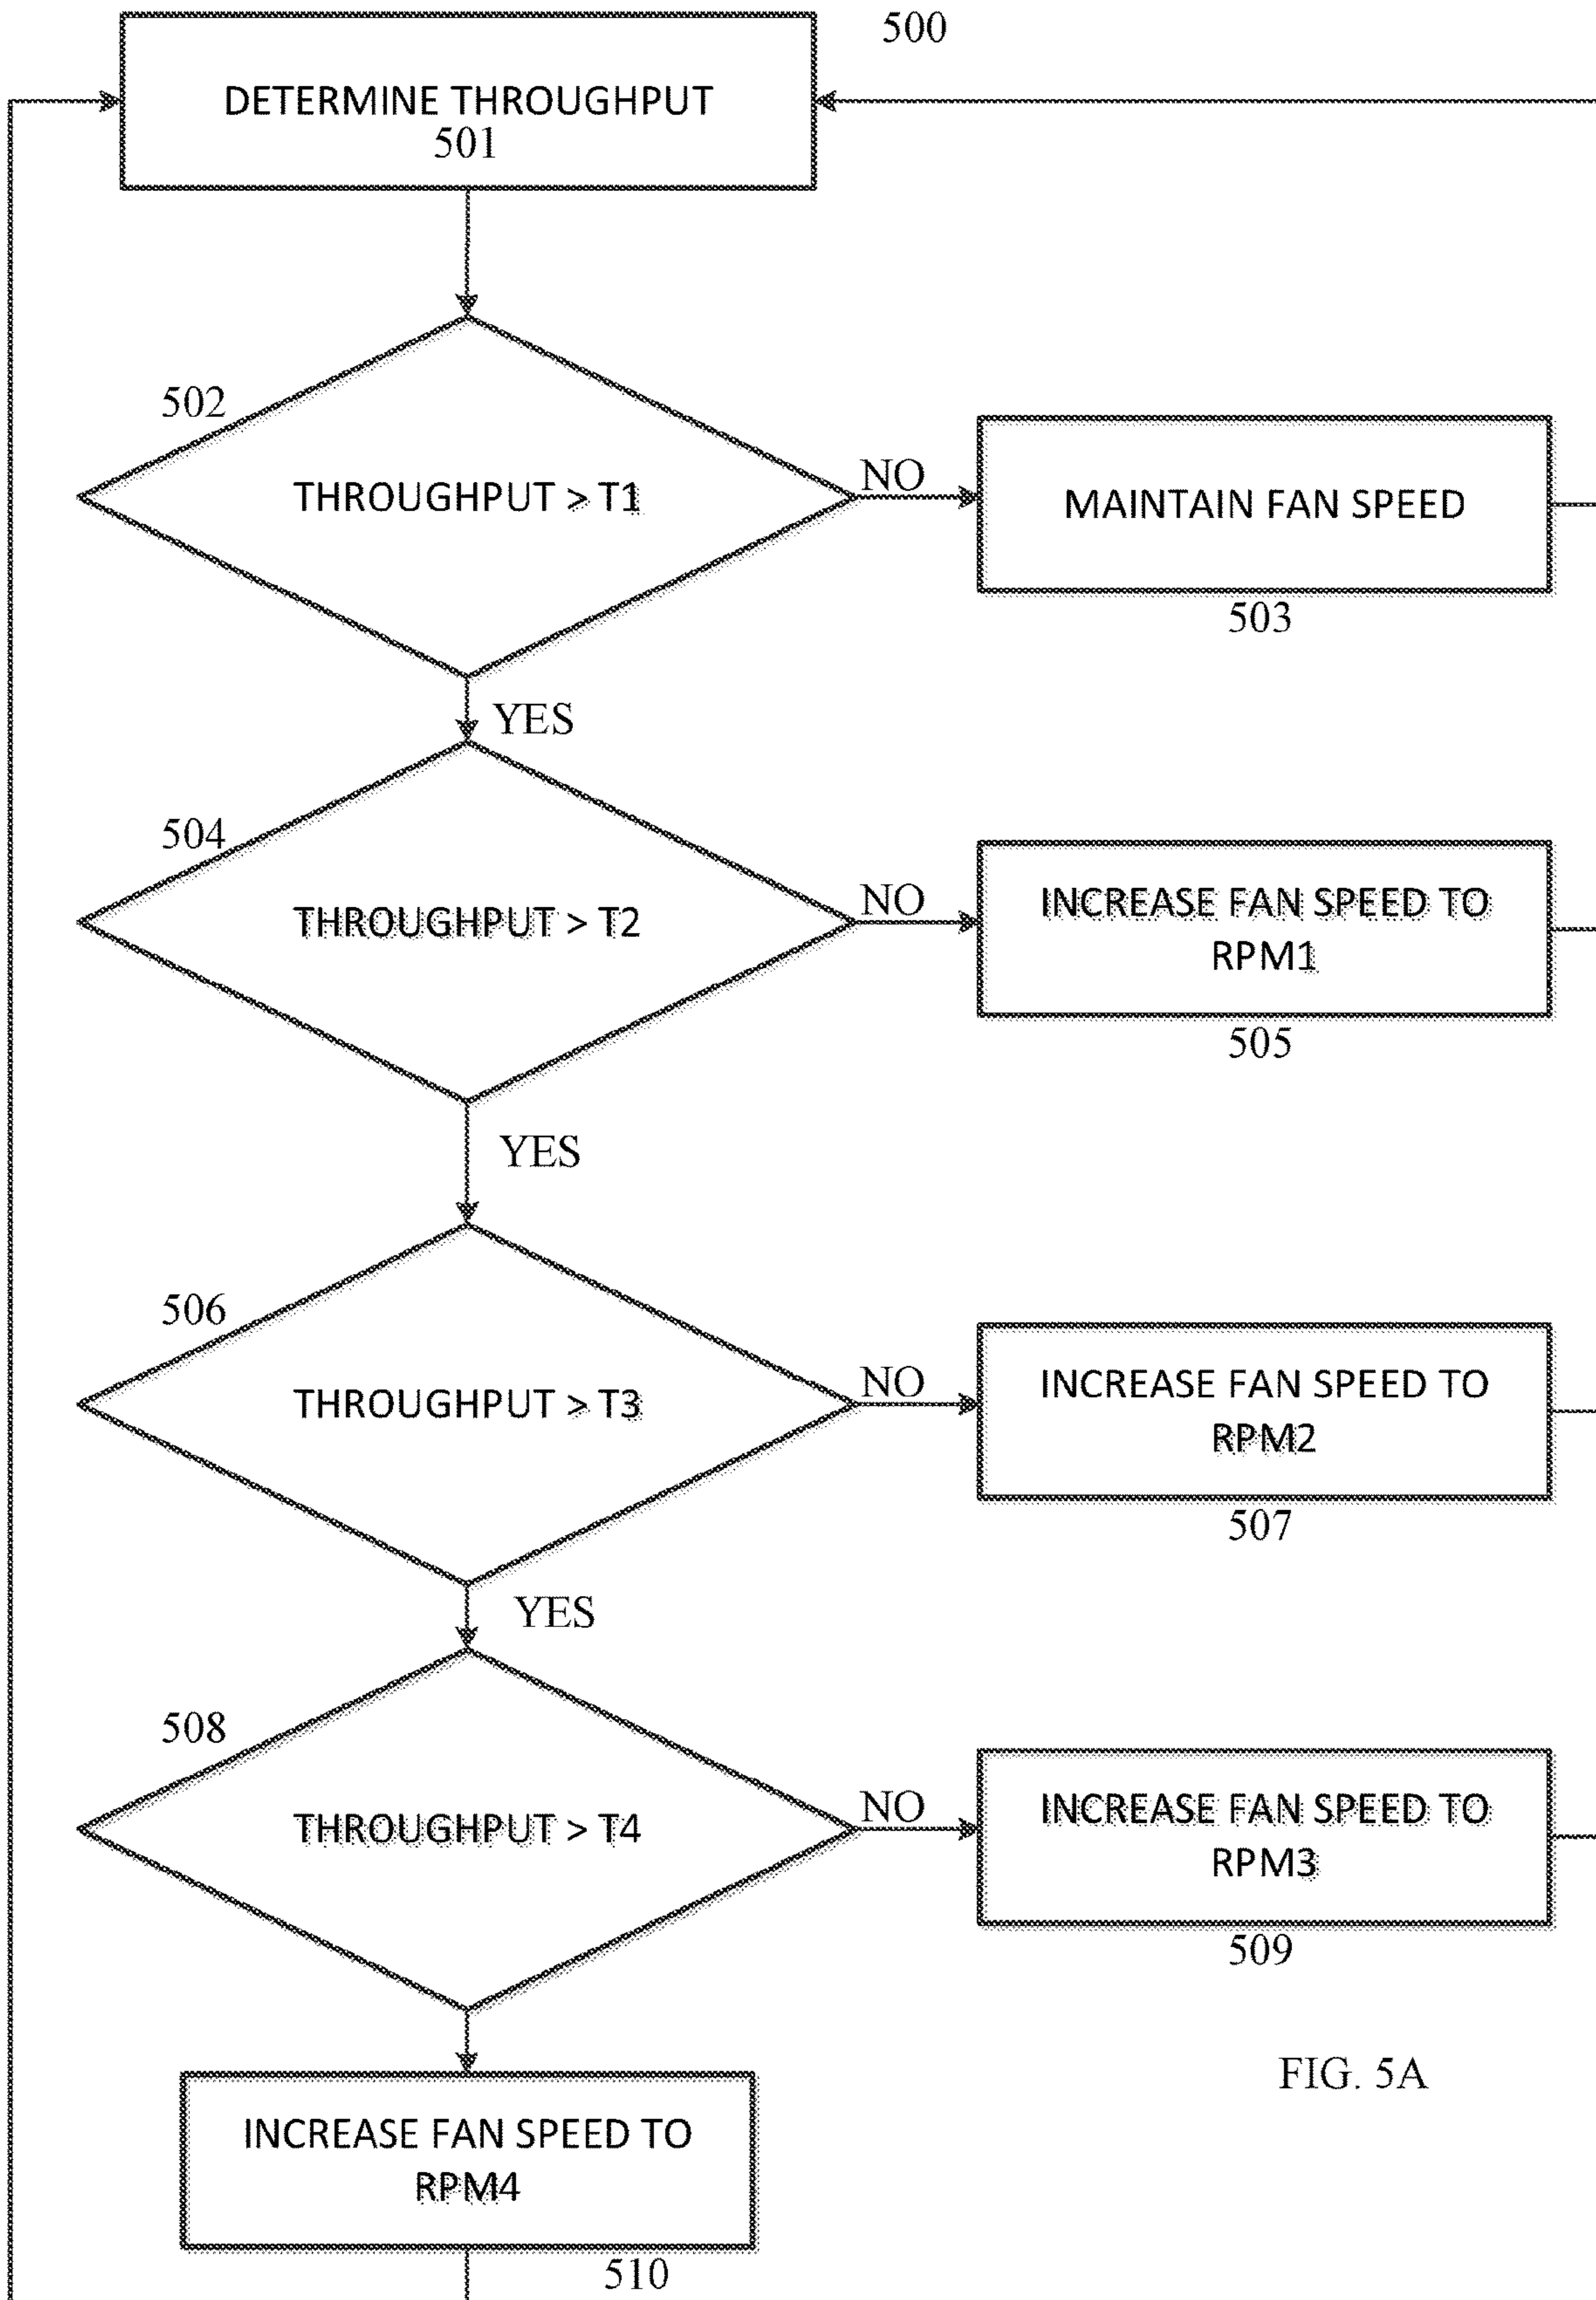 500
DETERMINE THROUGHPUT
501
502
THROUGHPUT > T1
NO
MAINTAIN FAN SPEED
503
YES
504
THROUGHPUT > T2
NO
INCREASE FAN SPEED TO
RPM1
505
YES
506
THROUGHPUT > T3
NO
INCREASE FAN SPEED TO
RPM2
507
YES
508
THROUGHPUT > T4
NO
INCREASE FAN SPEED TO
RPM3
509
INCREASE FAN SPEED TO
RPM4
510
FIG. 5A